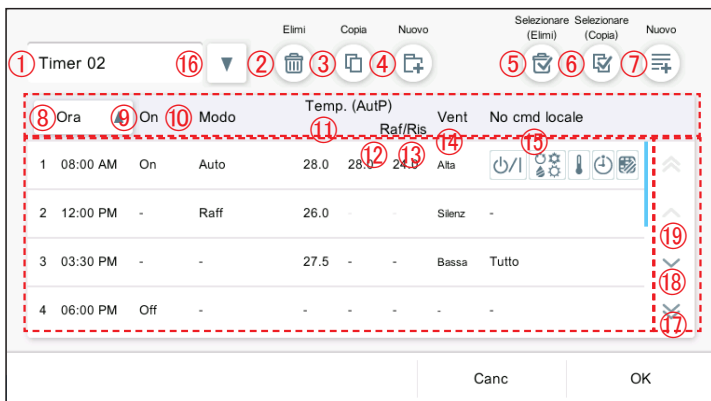 Elimi Copia Nuovo Selezionare (Elimi) Selezionare (Copia) Nuovo
① Timer 02 ⑯ ▼ ② ③ ④ ⑤ ⑥ ⑦
⑧ Ora ▲ ⑨ On ⑩ Modo Temp. (AutP) ⑪ Raf/Ris ⑫ ⑬ Vent ⑭ No cmd locale ⑮
1 08:00 AM On Auto 28.0 28.0 24.0 Alta
2 12:00 PM - Raff 26.0 - - Silenz -
⑲
3 03:30 PM - - 27.5 - - Bassa Tutto
⑱
4 06:00 PM Off - - - - - -
⑰
Canc OK